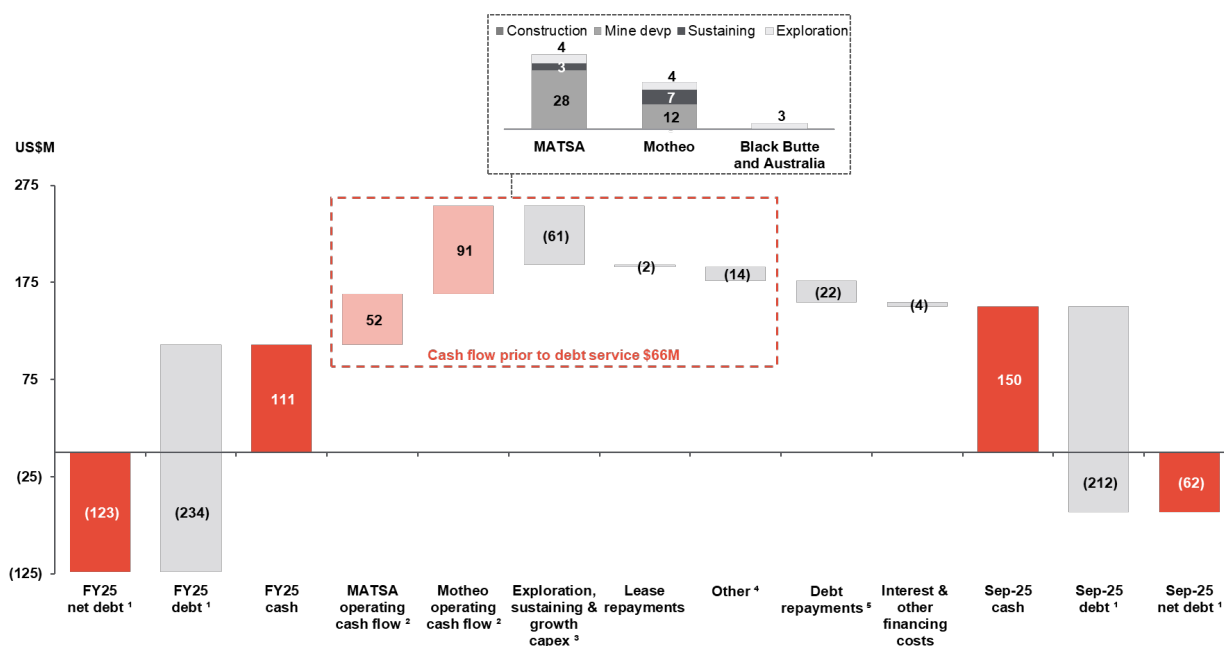 Construction Mine devp Sustaining Exploration
4
3
28
4
7
12
3
MATSA
Motheo
Black Butte
and Australia
US$M
275
175
75
(25)
(125)
(123)
(234)
111
52
91
(61)
(2)
(14)
(22)
(4)
150
(212)
(62)
Cash flow prior to debt service $66M
FY25
net debt ¹
FY25
debt ¹
FY25
cash
MATSA
operating
cash flow ²
Motheo
operating
cash flow ²
Exploration,
sustaining &
growth
capex ³
Lease
repayments
Other ⁴
Debt
repayments ⁵
Interest &
other
financing
costs
Sep-25
cash
Sep-25
debt ¹
Sep-25
net debt ¹